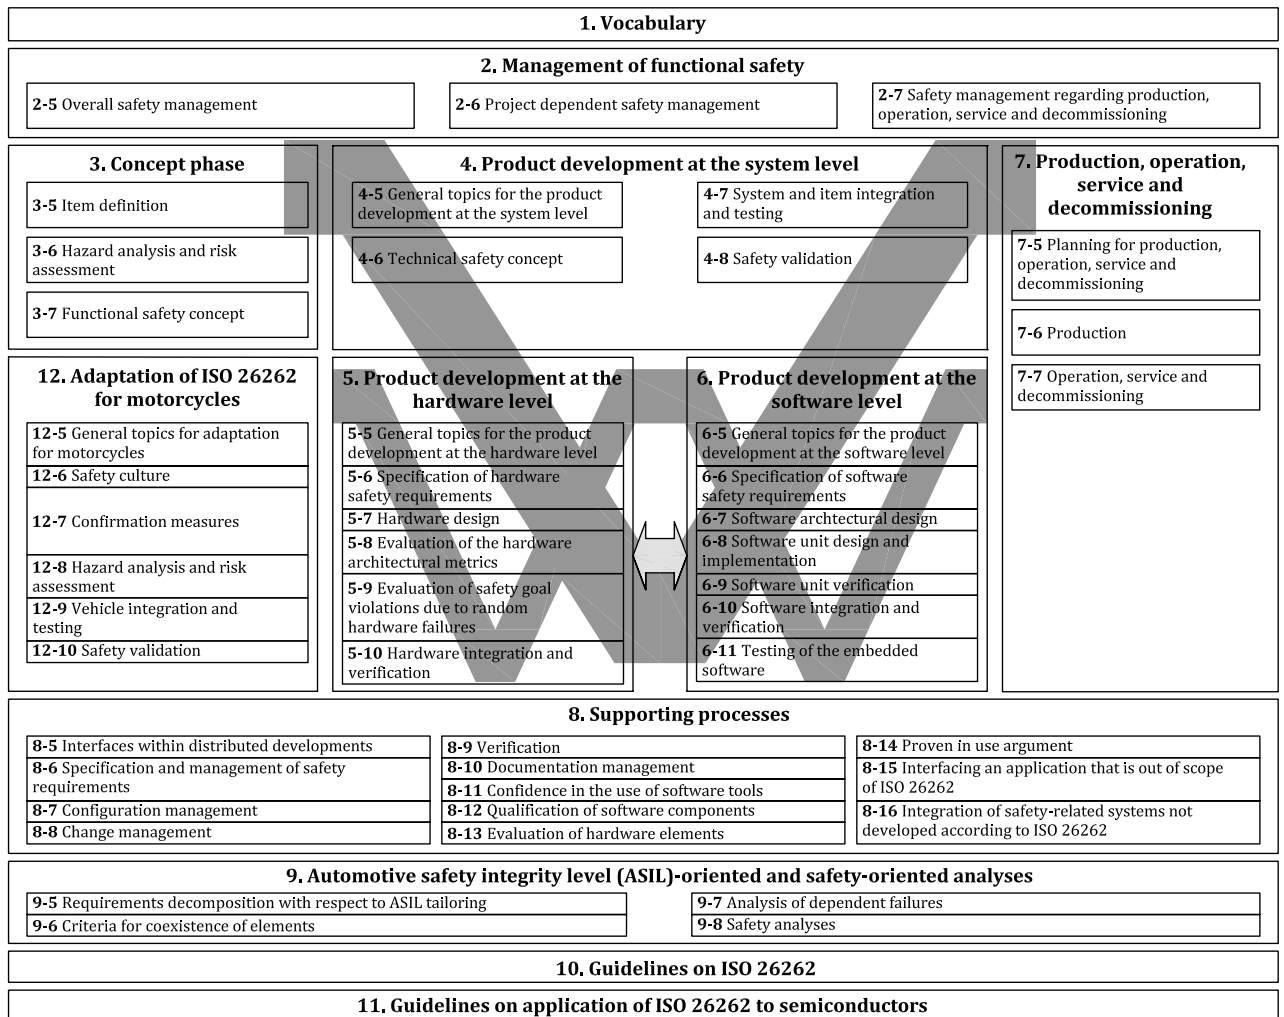 1. Vocabulary
2. Management of functional safety
2-5 Overall safety management
2-6 Project dependent safety management
2-7 Safety management regarding production,
operation, service and decommissioning
3. Concept phase
3-5 Item definition
3-6 Hazard analysis and risk
assessment
3-7 Functional safety concept
4. Product development at the system level
4-5 General topics for the product
development at the system level
4-6 Technical safety concept
4-7 System and item integration
and testing
4-8 Safety validation
7. Production, operation,
service and
decommissioning
7-5 Planning for production,
operation, service and
decommissioning
7-6 Production
7-7 Operation, service and
decommissioning
12. Adaptation of ISO 26262
for motorcycles
12-5 General topics for adaptation
for motorcycles
12-6 Safety culture
12-7 Confirmation measures
12-8 Hazard analysis and risk
assessment
12-9 Vehicle integration and
testing
12-10 Safety validation
5. Product development at the
hardware level
5-5 General topics for the product
development at the hardware level
5-6 Specification of hardware
safety requirements
5-7 Hardware design
5-8 Evaluation of the hardware
architectural metrics
5-9 Evaluation of safety goal
violations due to random
hardware failures
5-10 Hardware integration and
verification
6. Product development at the
software level
6-5 General topics for the product
development at the software level
6-6 Specification of software
safety requirements
6-7 Software archtectural design
6-8 Software unit design and
implementation
6-9 Software unit verification
6-10 Software integration and
verification
6-11 Testing of the embedded
software
8. Supporting processes
8-5 Interfaces within distributed developments
8-6 Specification and management of safety
requirements
8-7 Configuration management
8-8 Change management
8-9 Verification
8-10 Documentation management
8-11 Confidence in the use of software tools
8-12 Qualification of software components
8-13 Evaluation of hardware elements
8-14 Proven in use argument
8-15 Interfacing an application that is out of scope
of ISO 26262
8-16 Integration of safety-related systems not
developed according to ISO 26262
9. Automotive safety integrity level (ASIL)-oriented and safety-oriented analyses
9-5 Requirements decomposition with respect to ASIL tailoring
9-6 Criteria for coexistence of elements
9-7 Analysis of dependent failures
9-8 Safety analyses
10. Guidelines on ISO 26262
11. Guidelines on application of ISO 26262 to semiconductors